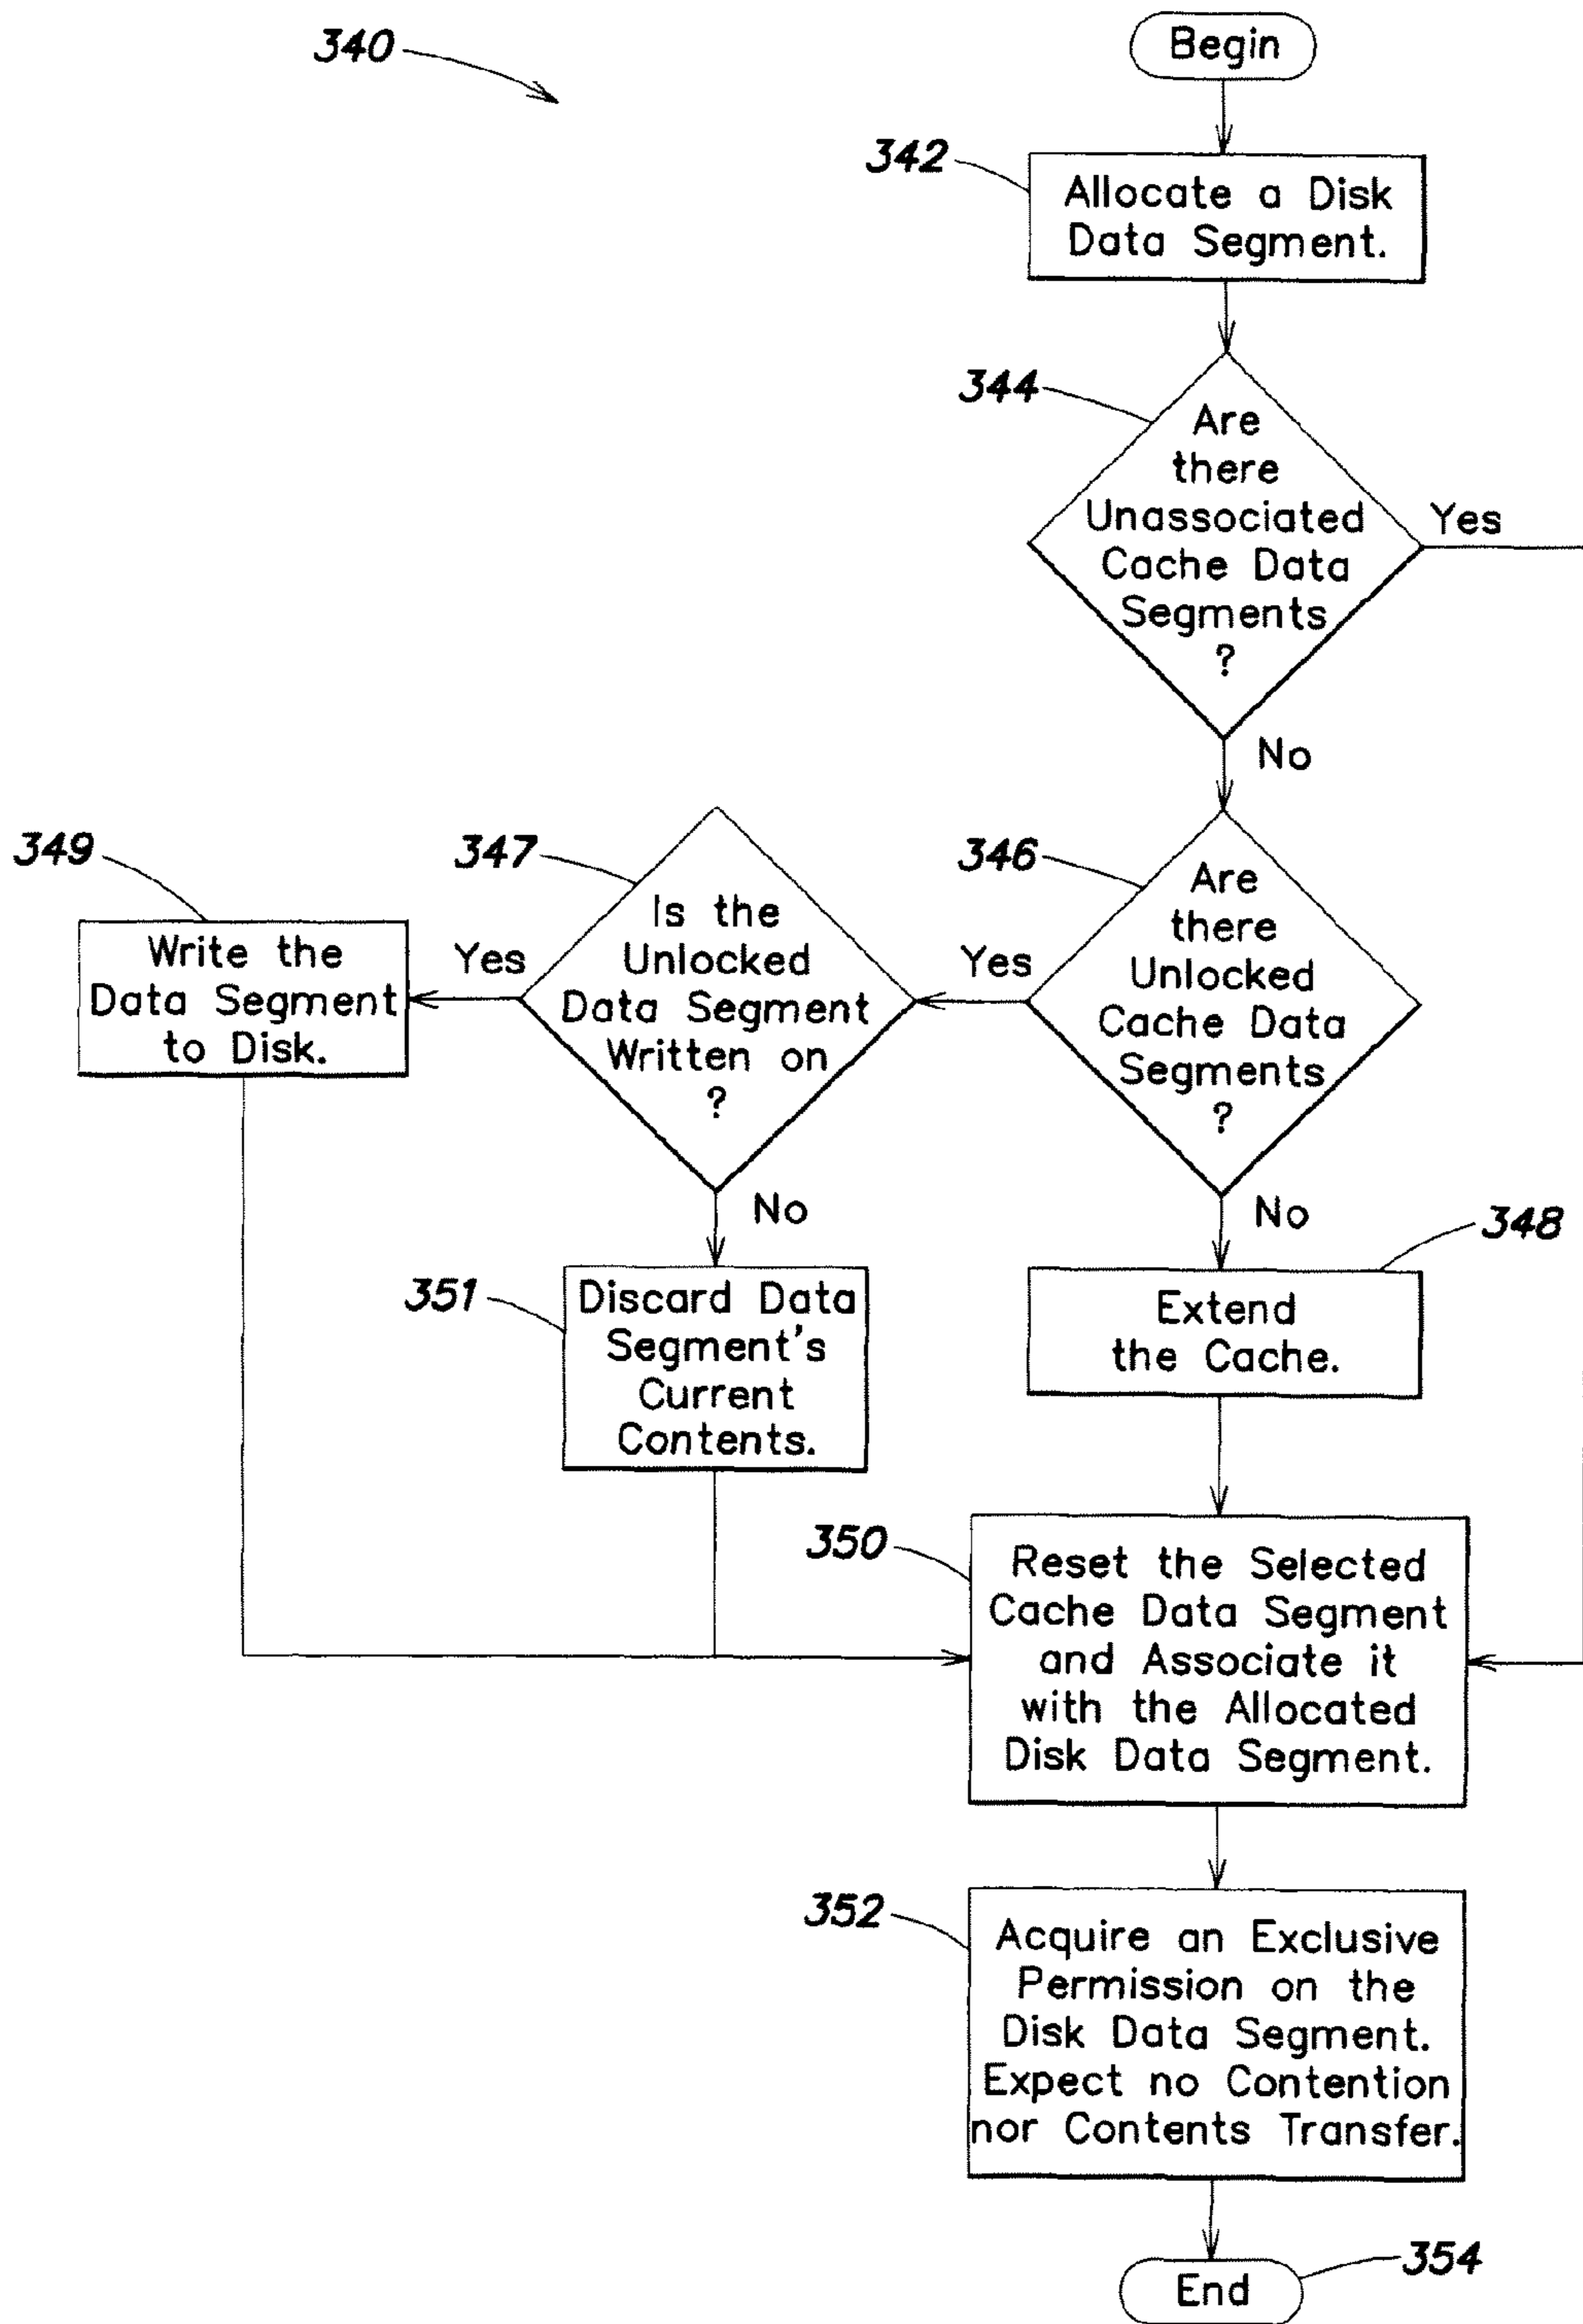 340
Begin
342
Allocate a Disk
Data Segment.
344
Are
there
Unassociated
Cache Data
Segments
?
Yes
No
349
Write the
Data Segment
to Disk.
Yes
347
Is the
Unlocked
Data Segment
Written on
?
Yes
346
Are
there
Unlocked
Cache Data
Segments
?
No
351
Discard Data
Segment's
Current
Contents.
No
348
Extend
the Cache.
350
Reset the Selected
Cache Data Segment
and Associate it
with the Allocated
Disk Data Segment.
352
Acquire an Exclusive
Permission on the
Disk Data Segment.
Expect no Contention
nor Contents Transfer.
354
End